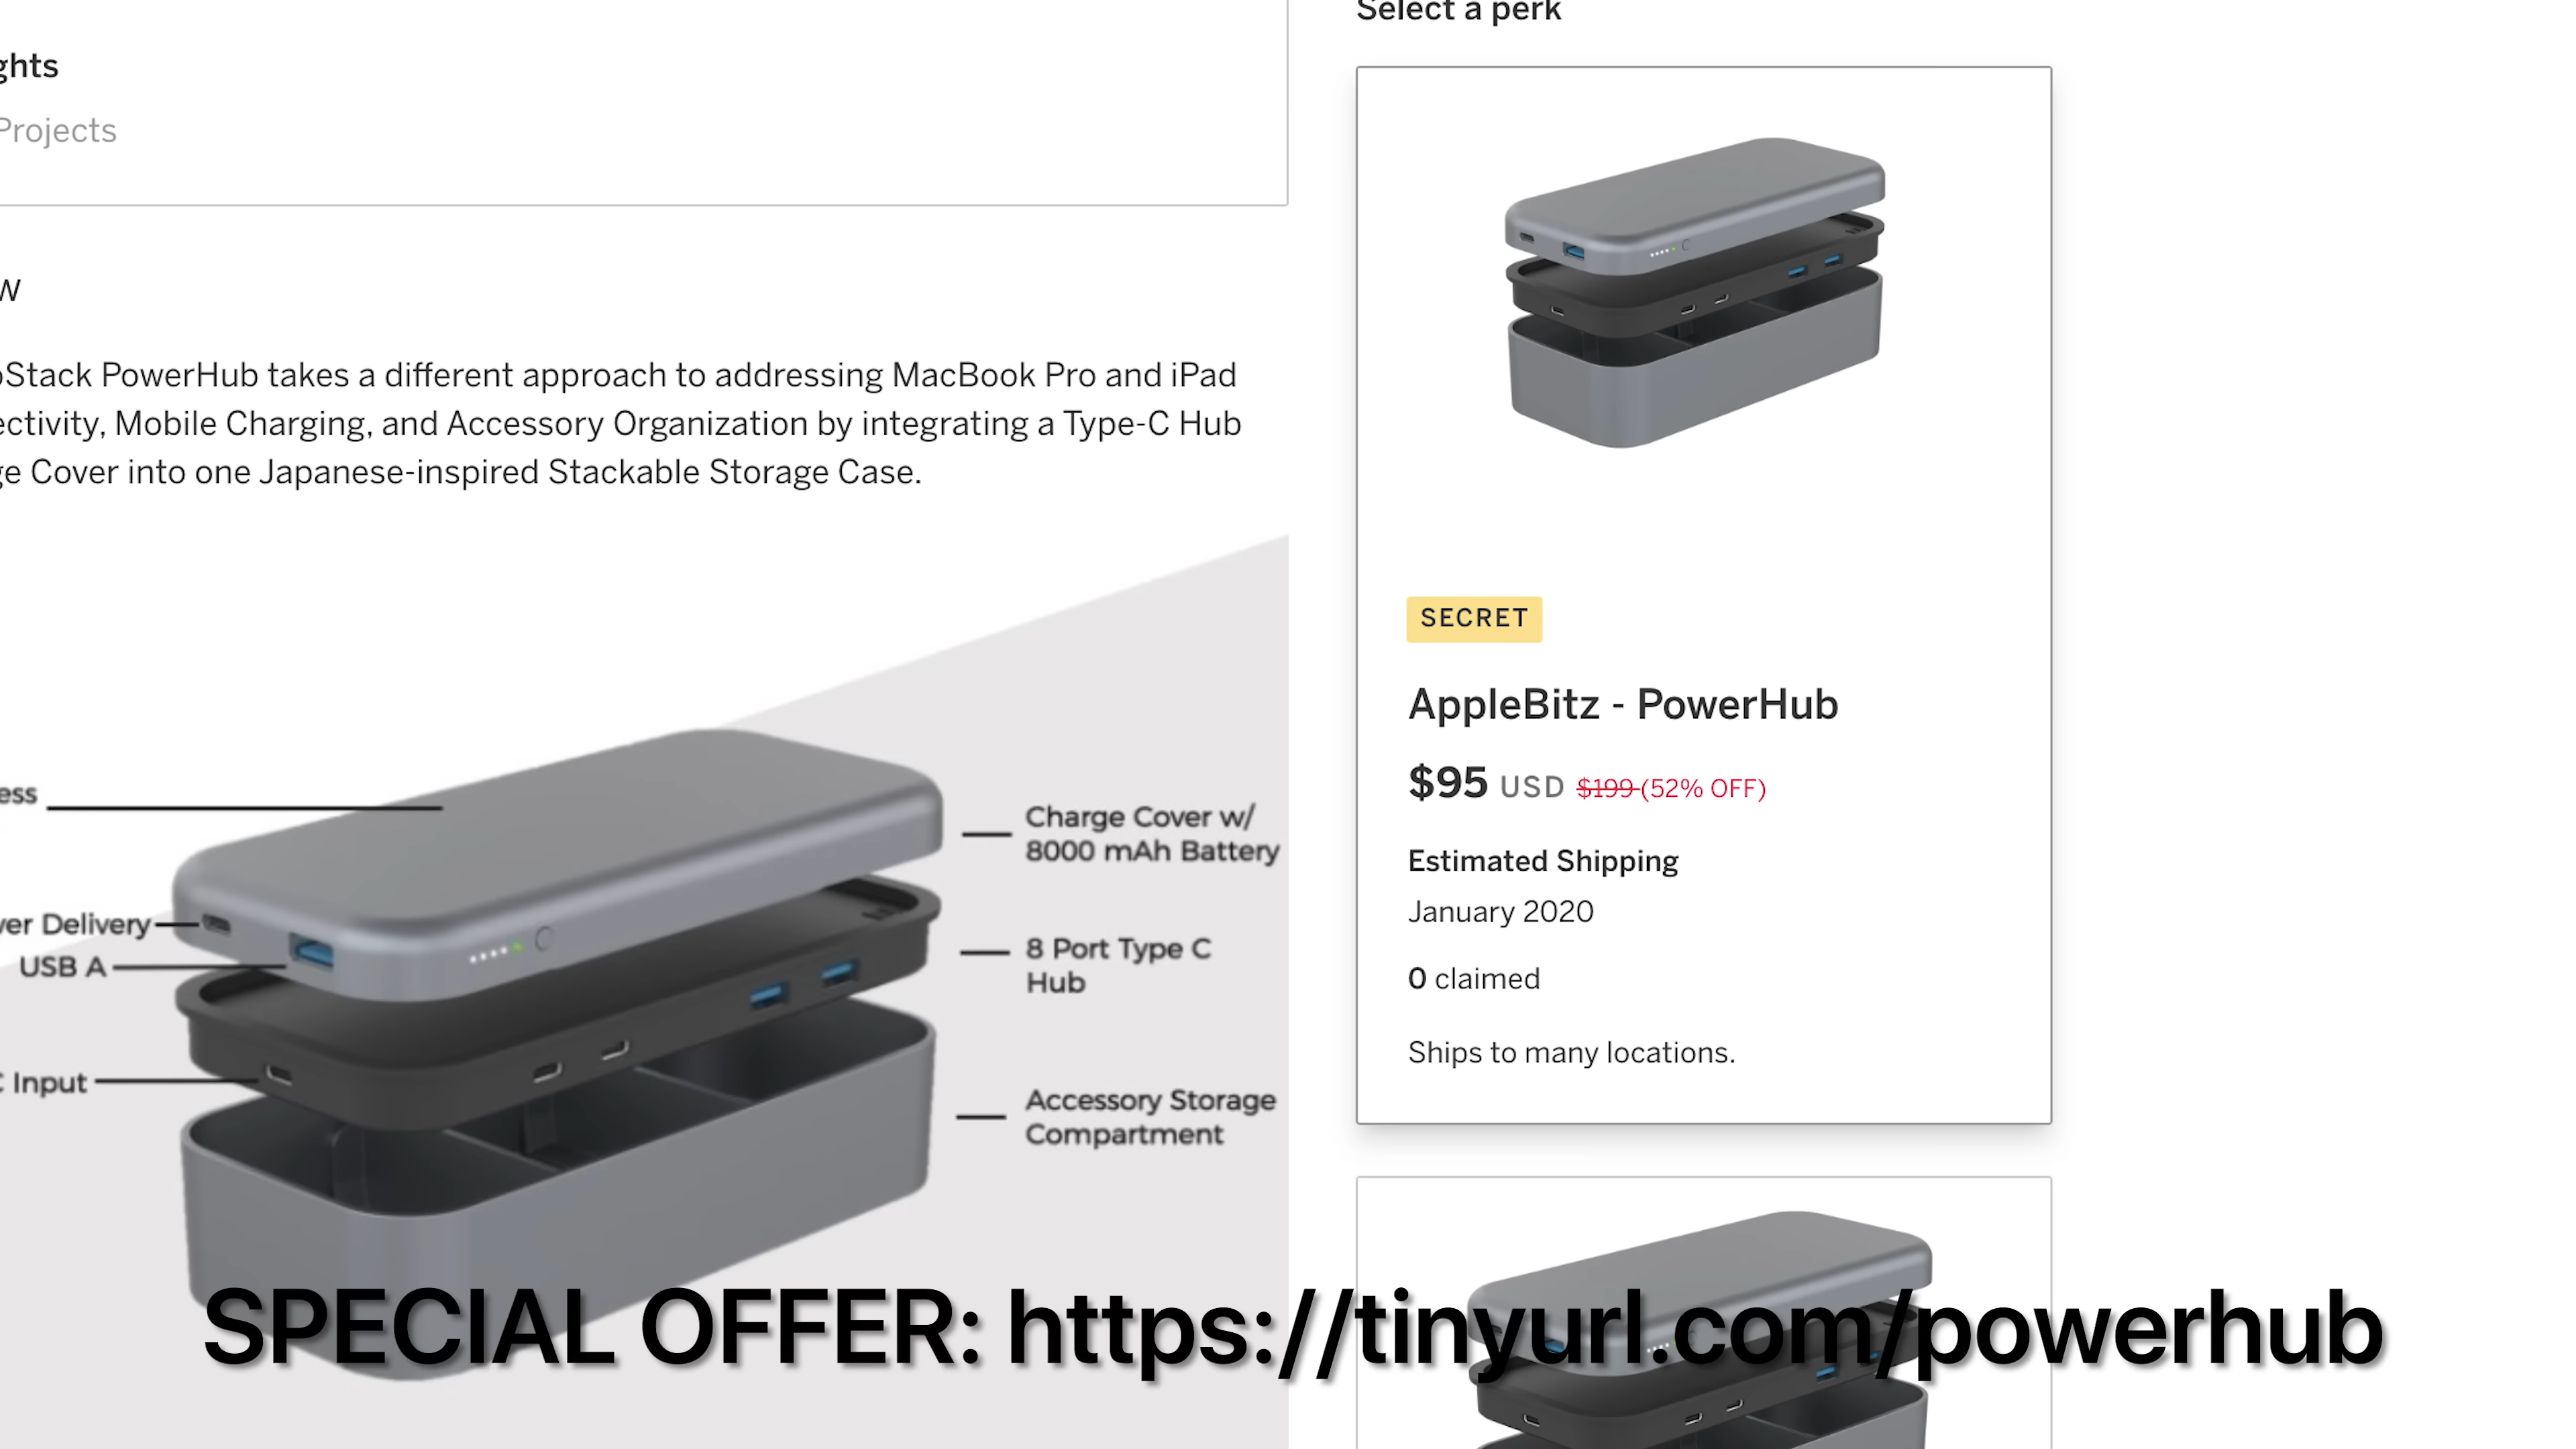 Select a perk
ghts
Projects
w
oStack PowerHub takes a different approach to addressing MacBook Pro and iPad
ectivity, Mobile Charging, and Accessory Organization by integrating a Type-C Hub
ge Cover into one Japanese-inspired Stackable Storage Case.
ess
ver Delivery
USB A
C Input
Charge Cover w/
8000 mAh Battery
8 Port Type C
Hub
Accessory Storage
Compartment
SECRET
AppleBitz - PowerHub
$95 USD $199 (52% OFF)
Estimated Shipping
January 2020
0 claimed
Ships to many locations.
SPECIAL OFFER: https://tinyurl.com/powerhub